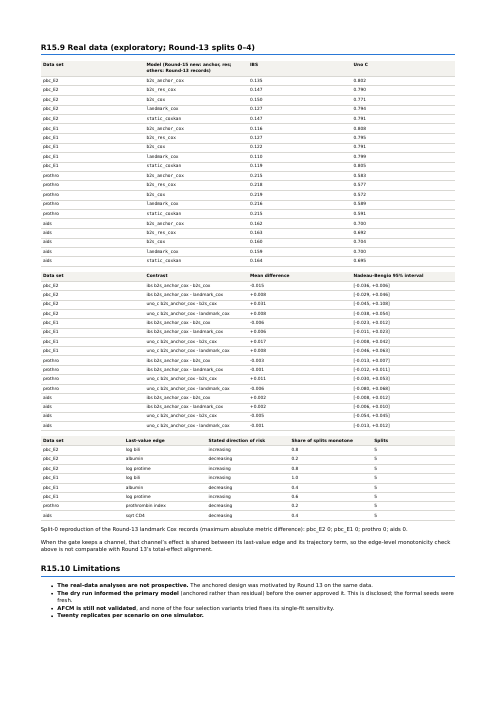 R15.9 Real data (exploratory; Round-13 splits 0–4)
Data set Model (Round-15 new: anchor, res; others: Round-13 records) IBS Uno C
pbc_E2 b2s_anchor_cox 0.135 0.802
pbc_E2 b2s_res_cox 0.147 0.790
pbc_E2 b2s_cox 0.150 0.771
pbc_E2 landmark_cox 0.127 0.794
pbc_E2 static_coxkan 0.147 0.791
pbc_E1 b2s_anchor_cox 0.116 0.808
pbc_E1 b2s_res_cox 0.127 0.795
pbc_E1 b2s_cox 0.122 0.791
pbc_E1 landmark_cox 0.110 0.799
pbc_E1 static_coxkan 0.119 0.805
prothro b2s_anchor_cox 0.215 0.583
prothro b2s_res_cox 0.218 0.577
prothro b2s_cox 0.219 0.572
prothro landmark_cox 0.216 0.589
prothro static_coxkan 0.215 0.591
aids b2s_anchor_cox 0.162 0.700
aids b2s_res_cox 0.163 0.692
aids b2s_cox 0.160 0.704
aids landmark_cox 0.159 0.700
aids static_coxkan 0.164 0.695
Data set Contrast Mean difference Nadeau-Bengio 95% interval
pbc_E2 ibs b2s_anchor_cox - b2s_cox -0.015 [-0.036, +0.006]
pbc_E2 ibs b2s_anchor_cox - landmark_cox +0.008 [-0.029, +0.046]
pbc_E2 uno_c b2s_anchor_cox - b2s_cox +0.031 [-0.045, +0.108]
pbc_E2 uno_c b2s_anchor_cox - landmark_cox +0.008 [-0.038, +0.054]
pbc_E1 ibs b2s_anchor_cox - b2s_cox -0.006 [-0.023, +0.012]
pbc_E1 ibs b2s_anchor_cox - landmark_cox +0.006 [-0.011, +0.023]
pbc_E1 uno_c b2s_anchor_cox - b2s_cox +0.017 [-0.008, +0.042]
pbc_E1 uno_c b2s_anchor_cox - landmark_cox +0.008 [-0.046, +0.063]
prothro ibs b2s_anchor_cox - b2s_cox -0.003 [-0.013, +0.007]
prothro ibs b2s_anchor_cox - landmark_cox -0.001 [-0.012, +0.011]
prothro uno_c b2s_anchor_cox - b2s_cox +0.011 [-0.030, +0.053]
prothro uno_c b2s_anchor_cox - landmark_cox -0.006 [-0.080, +0.068]
aids ibs b2s_anchor_cox - b2s_cox +0.002 [-0.008, +0.012]
aids ibs b2s_anchor_cox - landmark_cox +0.002 [-0.006, +0.010]
aids uno_c b2s_anchor_cox - b2s_cox -0.005 [-0.054, +0.045]
aids uno_c b2s_anchor_cox - landmark_cox -0.001 [-0.013, +0.012]
Data set Last-value edge Stated direction of risk Share of splits monotone Splits
pbc_E2 log bili increasing 0.8 5
pbc_E2 albumin decreasing 0.2 5
pbc_E2 log protime increasing 0.8 5
pbc_E1 log bili increasing 1.0 5
pbc_E1 albumin decreasing 0.4 5
pbc_E1 log protime increasing 0.6 5
prothro prothrombin index decreasing 0.2 5
aids sqrt CD4 decreasing 0.4 5
Split-0 reproduction of the Round-13 landmark Cox records (maximum absolute metric difference): pbc_E2 0; pbc_E1 0; prothro 0; aids 0.
When the gate keeps a channel, that channel's effect is shared between its last-value edge and its trajectory term, so the edge-level monotonicity check
above is not comparable with Round 13's total-effect alignment.
R15.10 Limitations
• The real-data analyses are not prospective. The anchored design was motivated by Round 13 on the same data.
• The dry run informed the primary model (anchored rather than residual) before the owner approved it. This is disclosed; the formal seeds were
fresh.
• AFCM is still not validated, and none of the four selection variants tried fixes its single-fit sensitivity.
• Twenty replicates per scenario on one simulator.